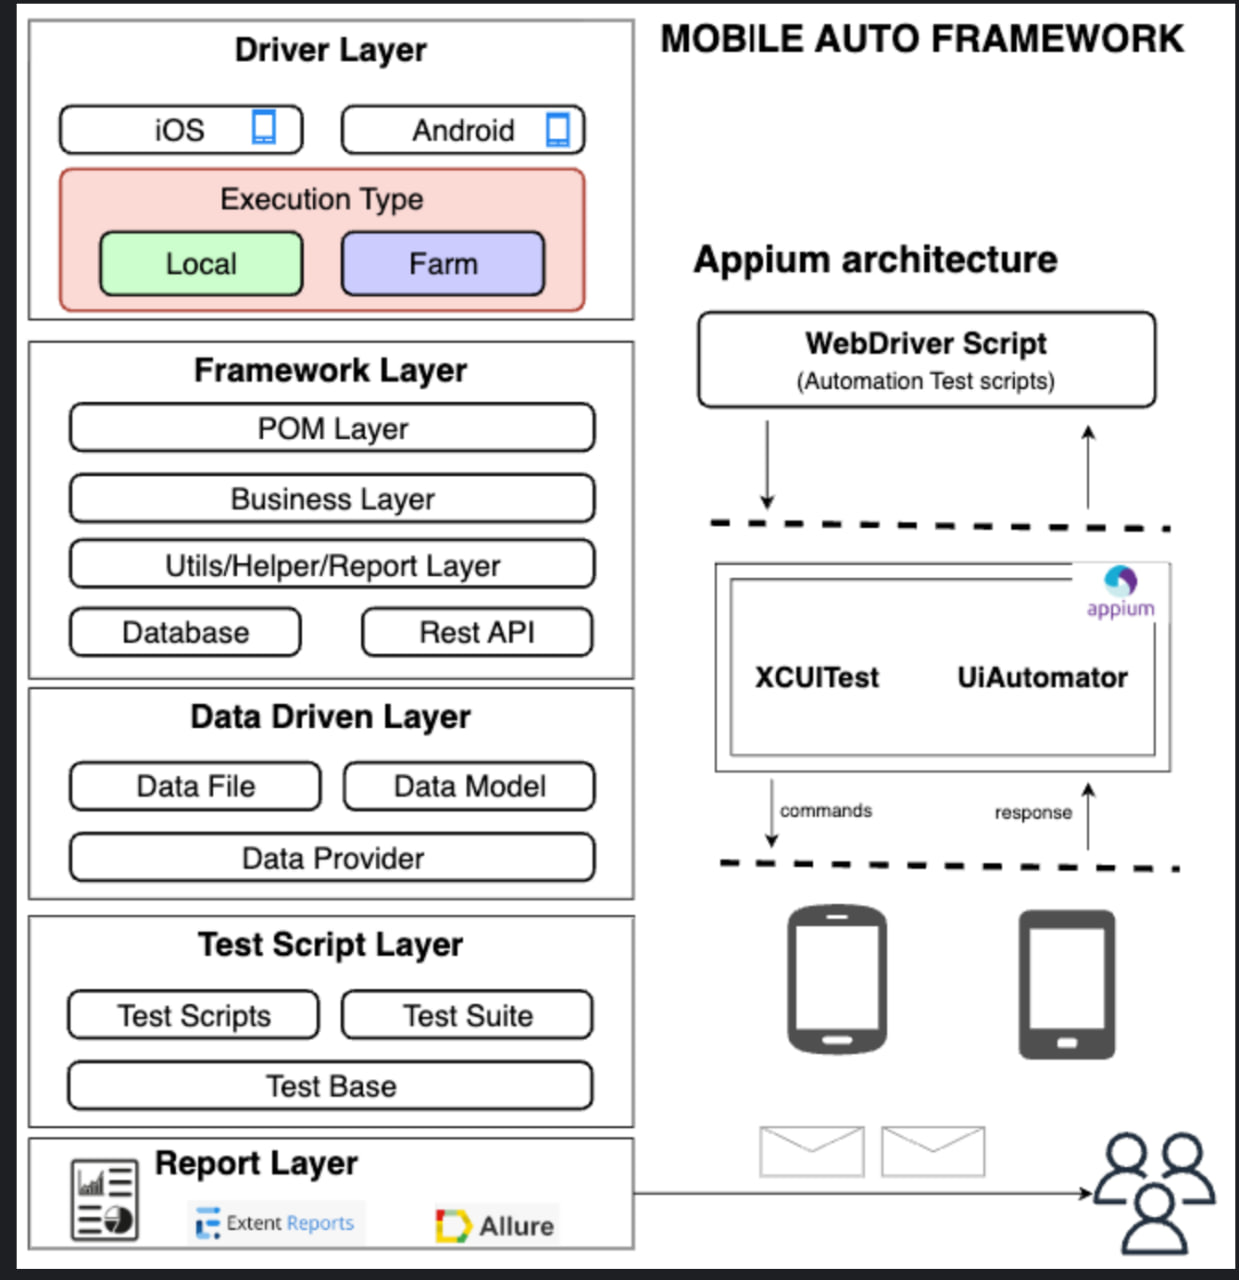 Driver Layer
iOS
Android
Execution Type
Local
Farm
Framework Layer
POM Layer
Business Layer
Utils/Helper/Report Layer
Database
Rest API
Data Driven Layer
Data File
Data Model
Data Provider
Test Script Layer
Test Scripts
Test Suite
Test Base
Report Layer
Extent Reports
Allure
MOBILE AUTO FRAMEWORK
Appium architecture
WebDriver Script
(Automation Test scripts)
appium
XCUITest
UiAutomator
commands
response